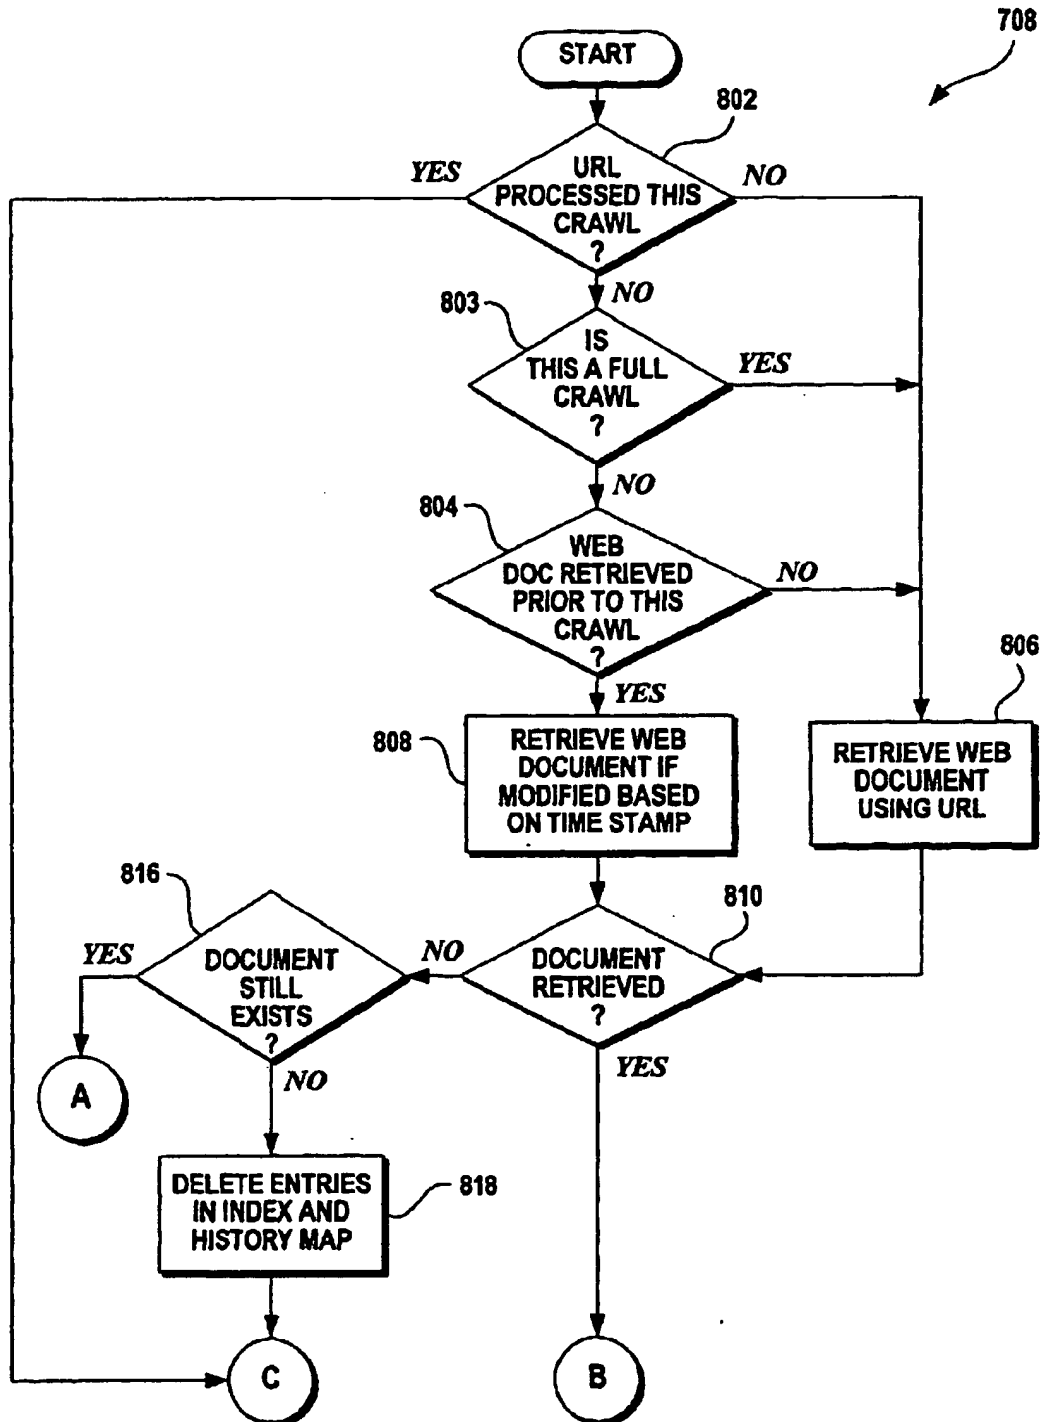 708
START
802
YES
URL
PROCESSED THIS
CRAWL
?
NO
803
NO
IS
THIS A FULL
CRAWL
?
YES
804
NO
WEB
DOC RETRIEVED
PRIOR TO THIS
CRAWL
?
NO
806
YES
808
RETRIEVE WEB
DOCUMENT IF
MODIFIED BASED
ON TIME STAMP
RETRIEVE WEB
DOCUMENT
USING URL
816
810
YES
DOCUMENT
STILL
EXISTS
?
NO
DOCUMENT
RETRIEVED
?
A
NO
YES
DELETE ENTRIES
IN INDEX AND
HISTORY MAP
818
C
B